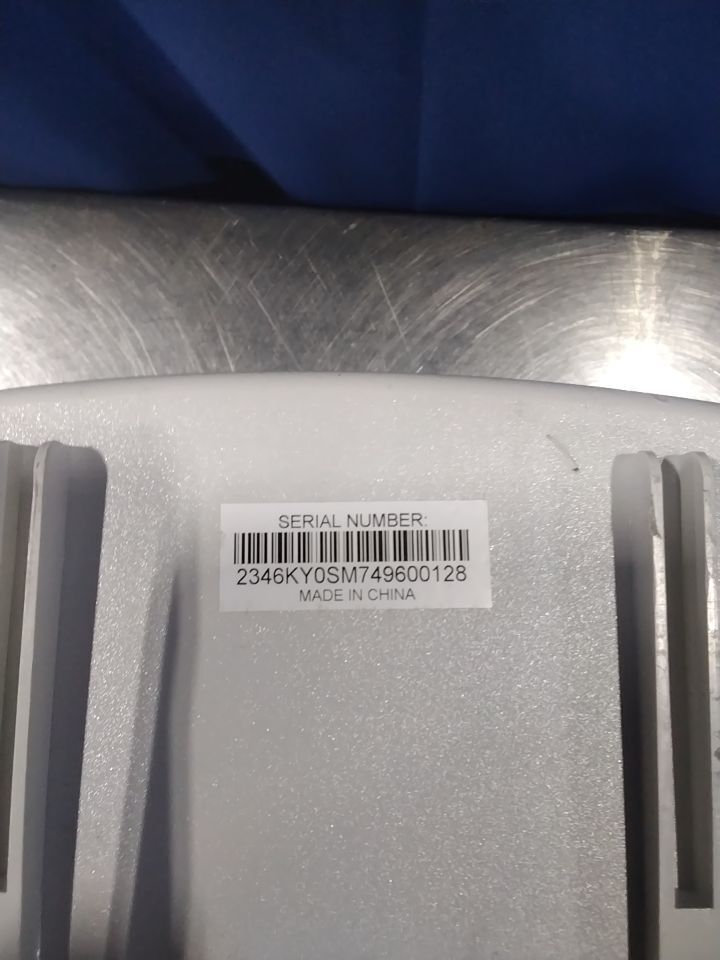 SERIAL NUMBER:
2346KY0SM749600128
MADE IN CHINA